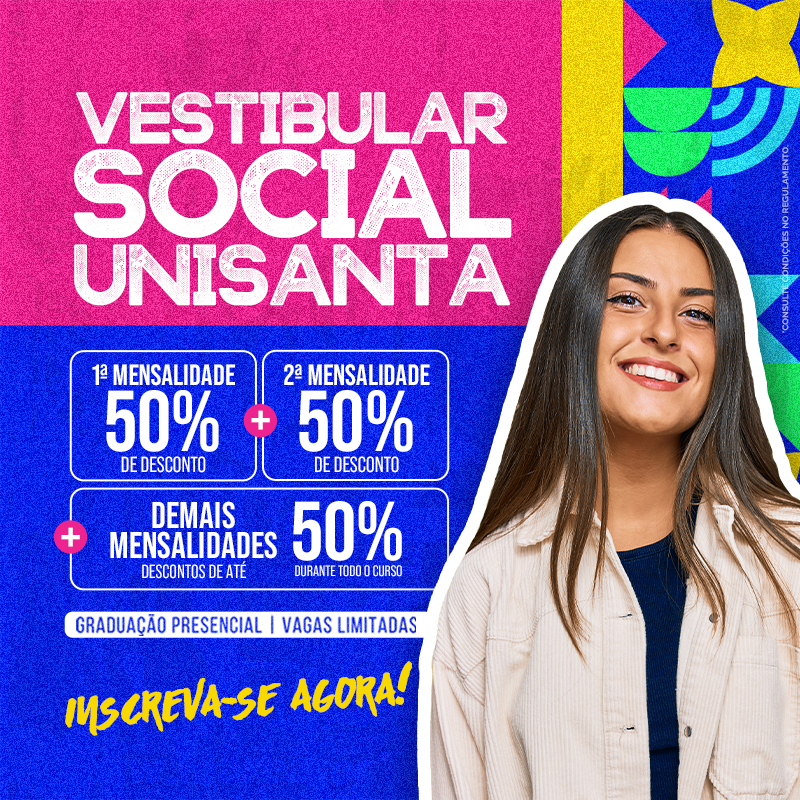 VESTIBULAR
SOCIAL
UNISANTA
1ª MENSALIDADE
50%
DE DESCONTO
+
2ª MENSALIDADE
50%
DE DESCONTO
+
DEMAIS
MENSALIDADES
DESCONTOS DE ATÉ
50%
DURANTE TODO O CURSO
GRADUAÇÃO PRESENCIAL | VAGAS LIMITADAS
INSCREVA-SE AGORA!
*CONSULTE CONDIÇÕES NO REGULAMENTO.